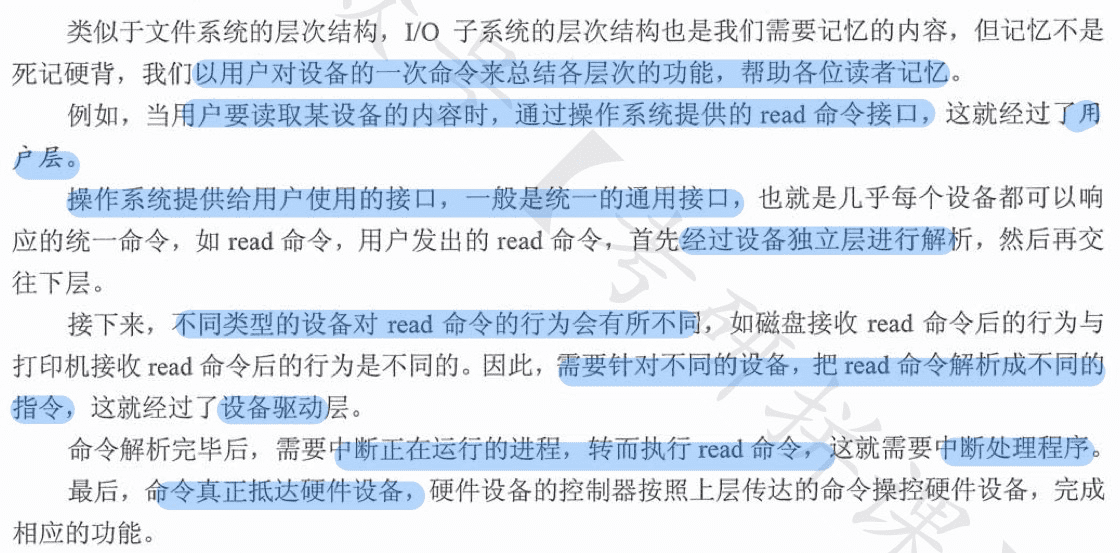 类似于文件系统的层次结构，I/O 子系统的层次结构也是我们需要记忆的内容，但记忆不是
死记硬背，我们以用户对设备的一次命令来总结各层次的功能，帮助各位读者记忆。
例如，当用户要读取某设备的内容时，通过操作系统提供的 read 命令接口，这就经过了用
户层。
操作系统提供给用户使用的接口，一般是统一的通用接口，也就是几乎每个设备都可以响
应的统一命令，如 read 命令，用户发出的 read 命令，首先经过设备独立层进行解析，然后再交
往下层。
接下来，不同类型的设备对 read 命令的行为会有所不同，如磁盘接收 read 命令后的行为与
打印机接收 read 命令后的行为是不同的。因此，需要针对不同的设备，把 read 命令解析成不同的
指令，这就经过了设备驱动层。
命令解析完毕后，需要中断正在运行的进程，转而执行 read 命令，这就需要中断处理程序。
最后，命令真正抵达硬件设备，硬件设备的控制器按照上层传达的命令操控硬件设备，完成
相应的功能。
【考研拼课